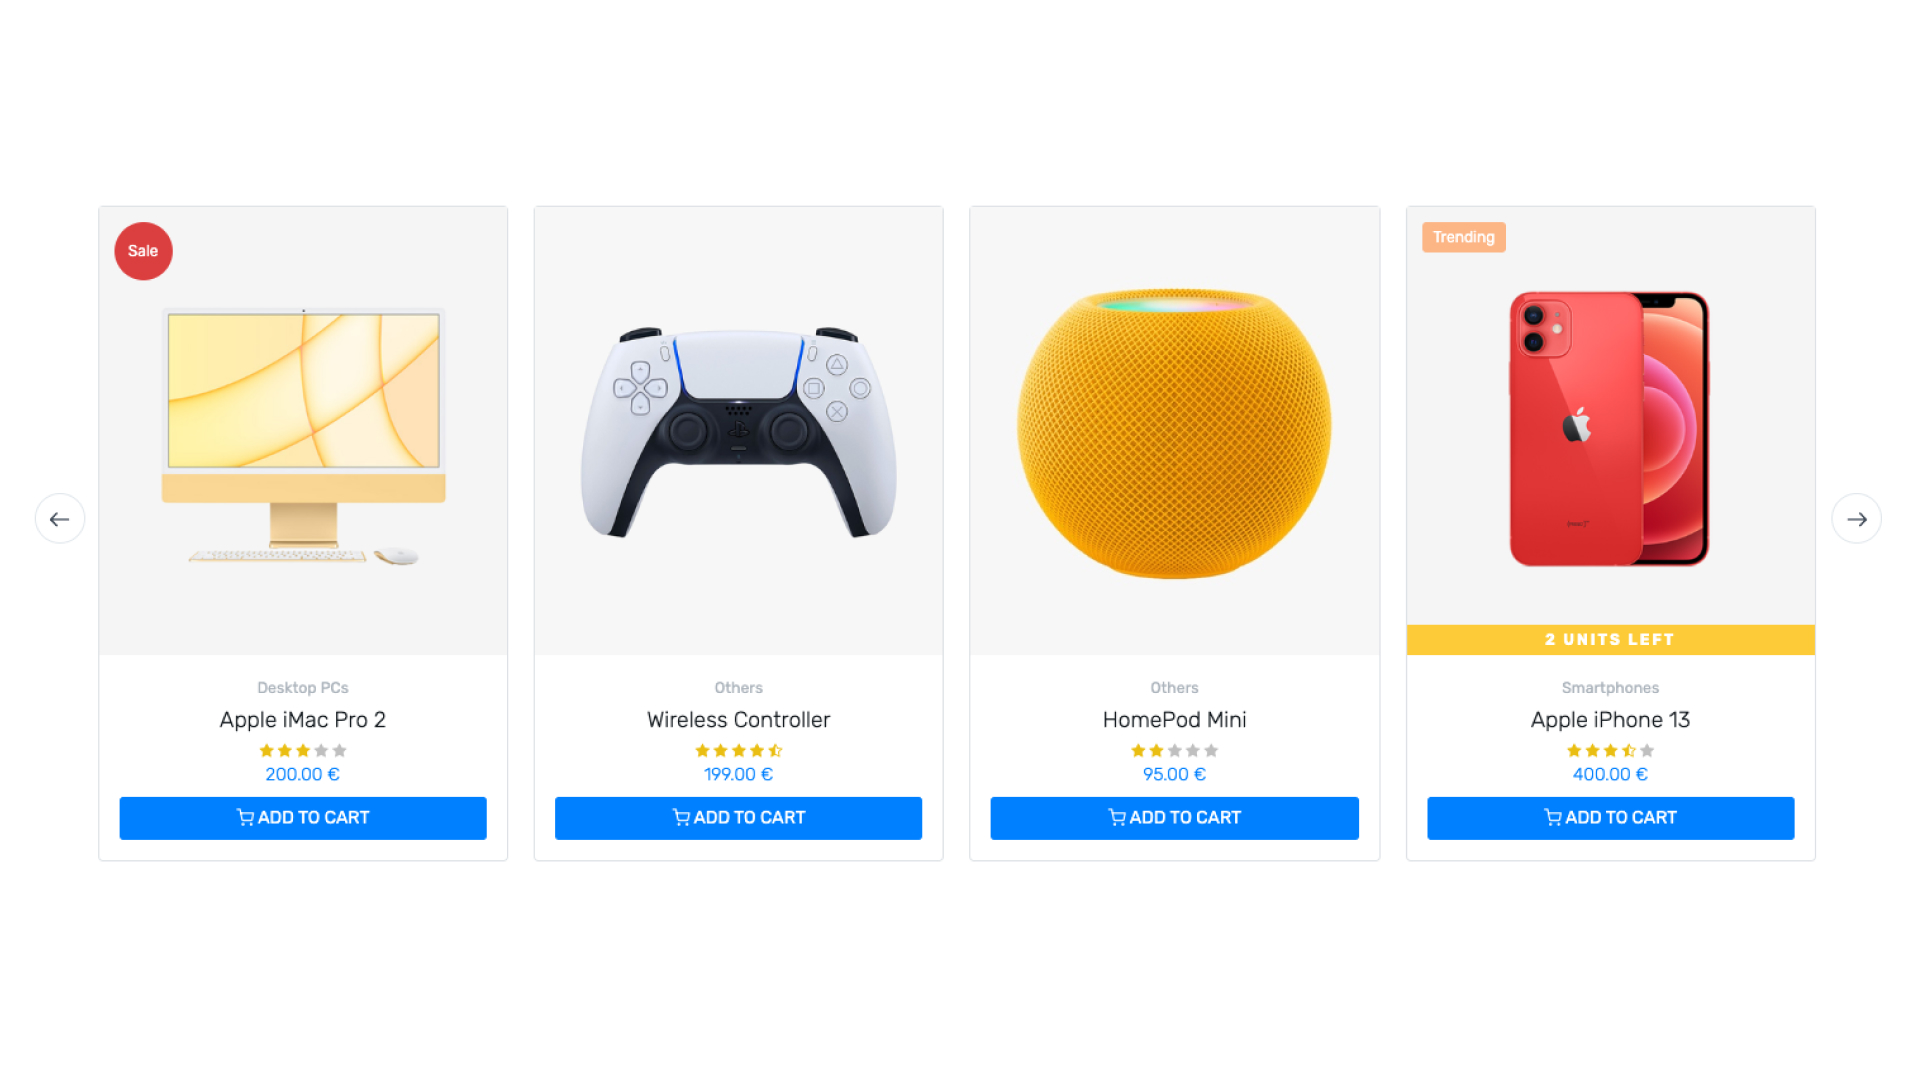 Sale
Desktop PCs
Apple iMac Pro 2
200.00 €
ADD TO CART
Others
Wireless Controller
199.00 €
ADD TO CART
Others
HomePod Mini
95.00 €
ADD TO CART
Trending
2 UNITS LEFT
Smartphones
Apple iPhone 13
400.00 €
ADD TO CART